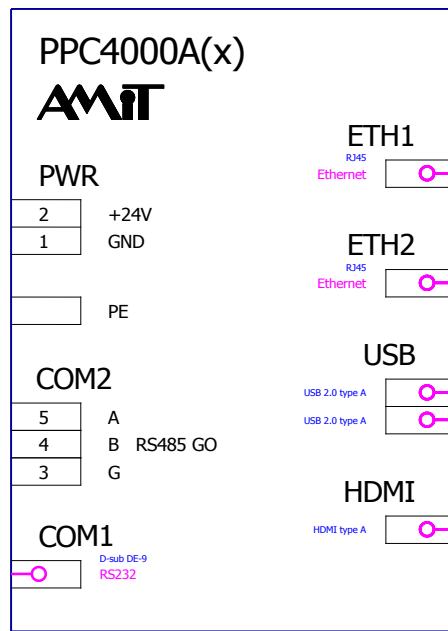 PPC4000A(x)
AMiT
PWR
2 +24V
1 GND
PE
COM2
5 A
4 B RS485 GO
3 G
COM1
D-sub DE-9
RS232
ETH1
RJ45
Ethernet
ETH2
RJ45
Ethernet
USB
USB 2.0 type A
USB 2.0 type A
HDMI
HDMI type A